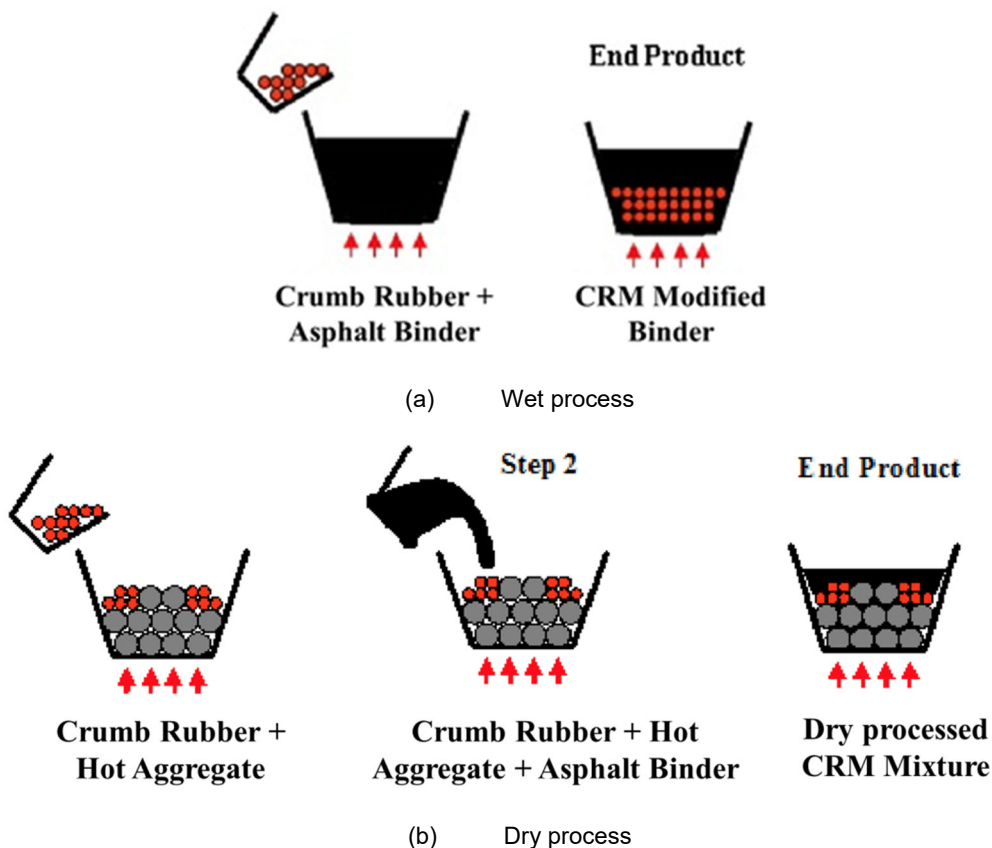 End Product
Crumb Rubber +
Asphalt Binder
CRM Modified
Binder
(a) Wet process
Step 2
End Product
Crumb Rubber +
Hot Aggregate
Crumb Rubber + Hot
Aggregate + Asphalt Binder
Dry processed
CRM Mixture
(b) Dry process